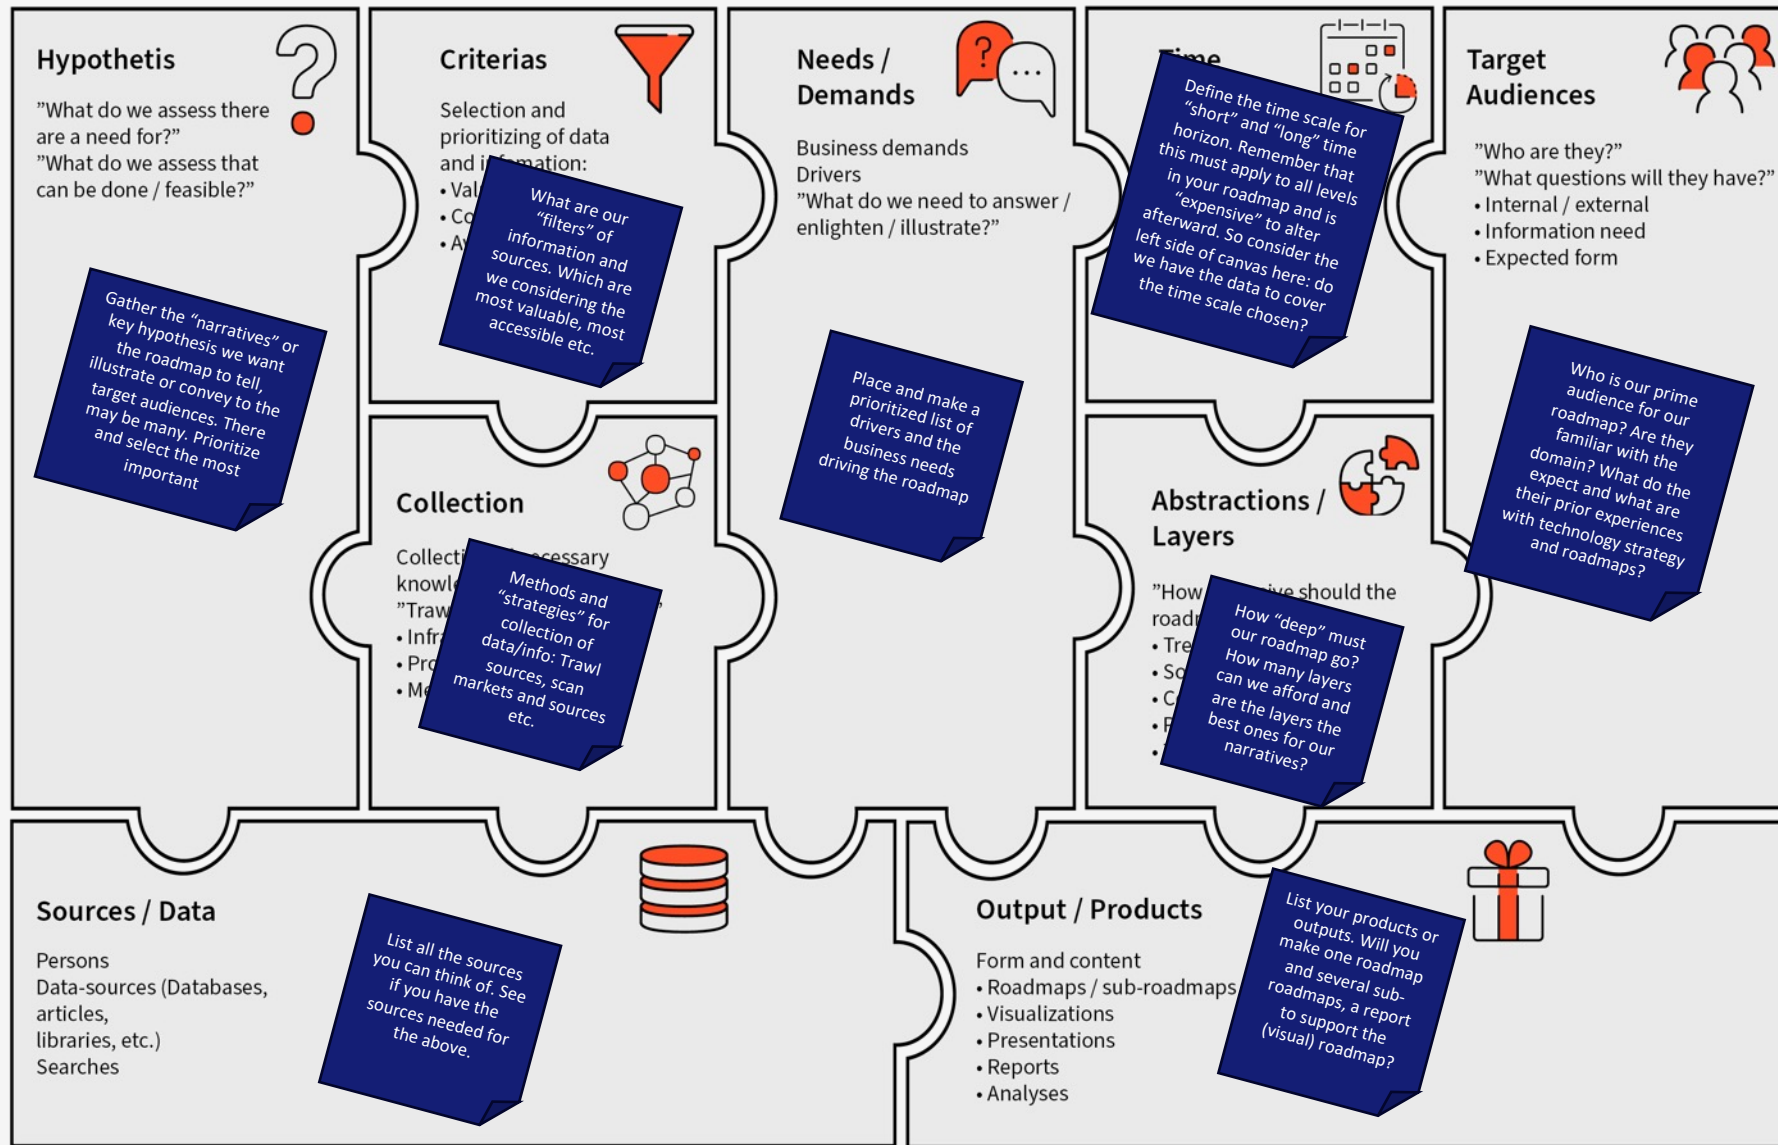 Hypothetis
”What do we assess there
are a need for?”
”What do we assess that
can be done / feasible?”
Gather the “narratives” or
key hypothesis we want
the roadmap to tell,
illustrate or convey to the
target audiences. There
may be many. Prioritize
and select the most
important
Criterias
Selection and
prioritizing of data
and
What are our
“filters” of
information and
sources. Which are
we considering the
most valuable, most
accessible etc.
Collection
Methods and
“strategies” for
collection of
data/info: Trawl
sources, scan
markets and sources
etc.
Needs /
Demands
Business demands
Drivers
”What do we need to answer /
enlighten / illustrate?”
Place and make a
prioritized list of
drivers and the
business needs
driving the roadmap
Time
Define the time scale for
“short” and “long” time
horizon. Remember that
this must apply to all levels
in your roadmap and is
“expensive” to alter
afterward. So consider the
left side of canvas here: do
we have the data to cover
the time scale chosen?
Abstractions /
Layers
”How should the
How “deep” must
our roadmap go?
How many layers
can we afford and
are the layers the
best ones for our
narratives?
Target
Audiences
”Who are they?”
”What questions will they have?”
• Internal / external
• Information need
• Expected form
Who is our prime
audience for our
roadmap? Are they
familiar with the
domain? What do the
expect and what are
their prior experiences
with technology strategy
and roadmaps?
Sources / Data
Persons
Data-sources (Databases,
articles,
libraries, etc.)
Searches
List all the sources
you can think of. See
if you have the
sources needed for
the above.
Output / Products
Form and content
• Roadmaps / sub-roadmaps
• Visualizations
• Presentations
• Reports
• Analyses
List your products or
outputs. Will you
make one roadmap
and several sub-
roadmaps, a report
to support the
(visual) roadmap?